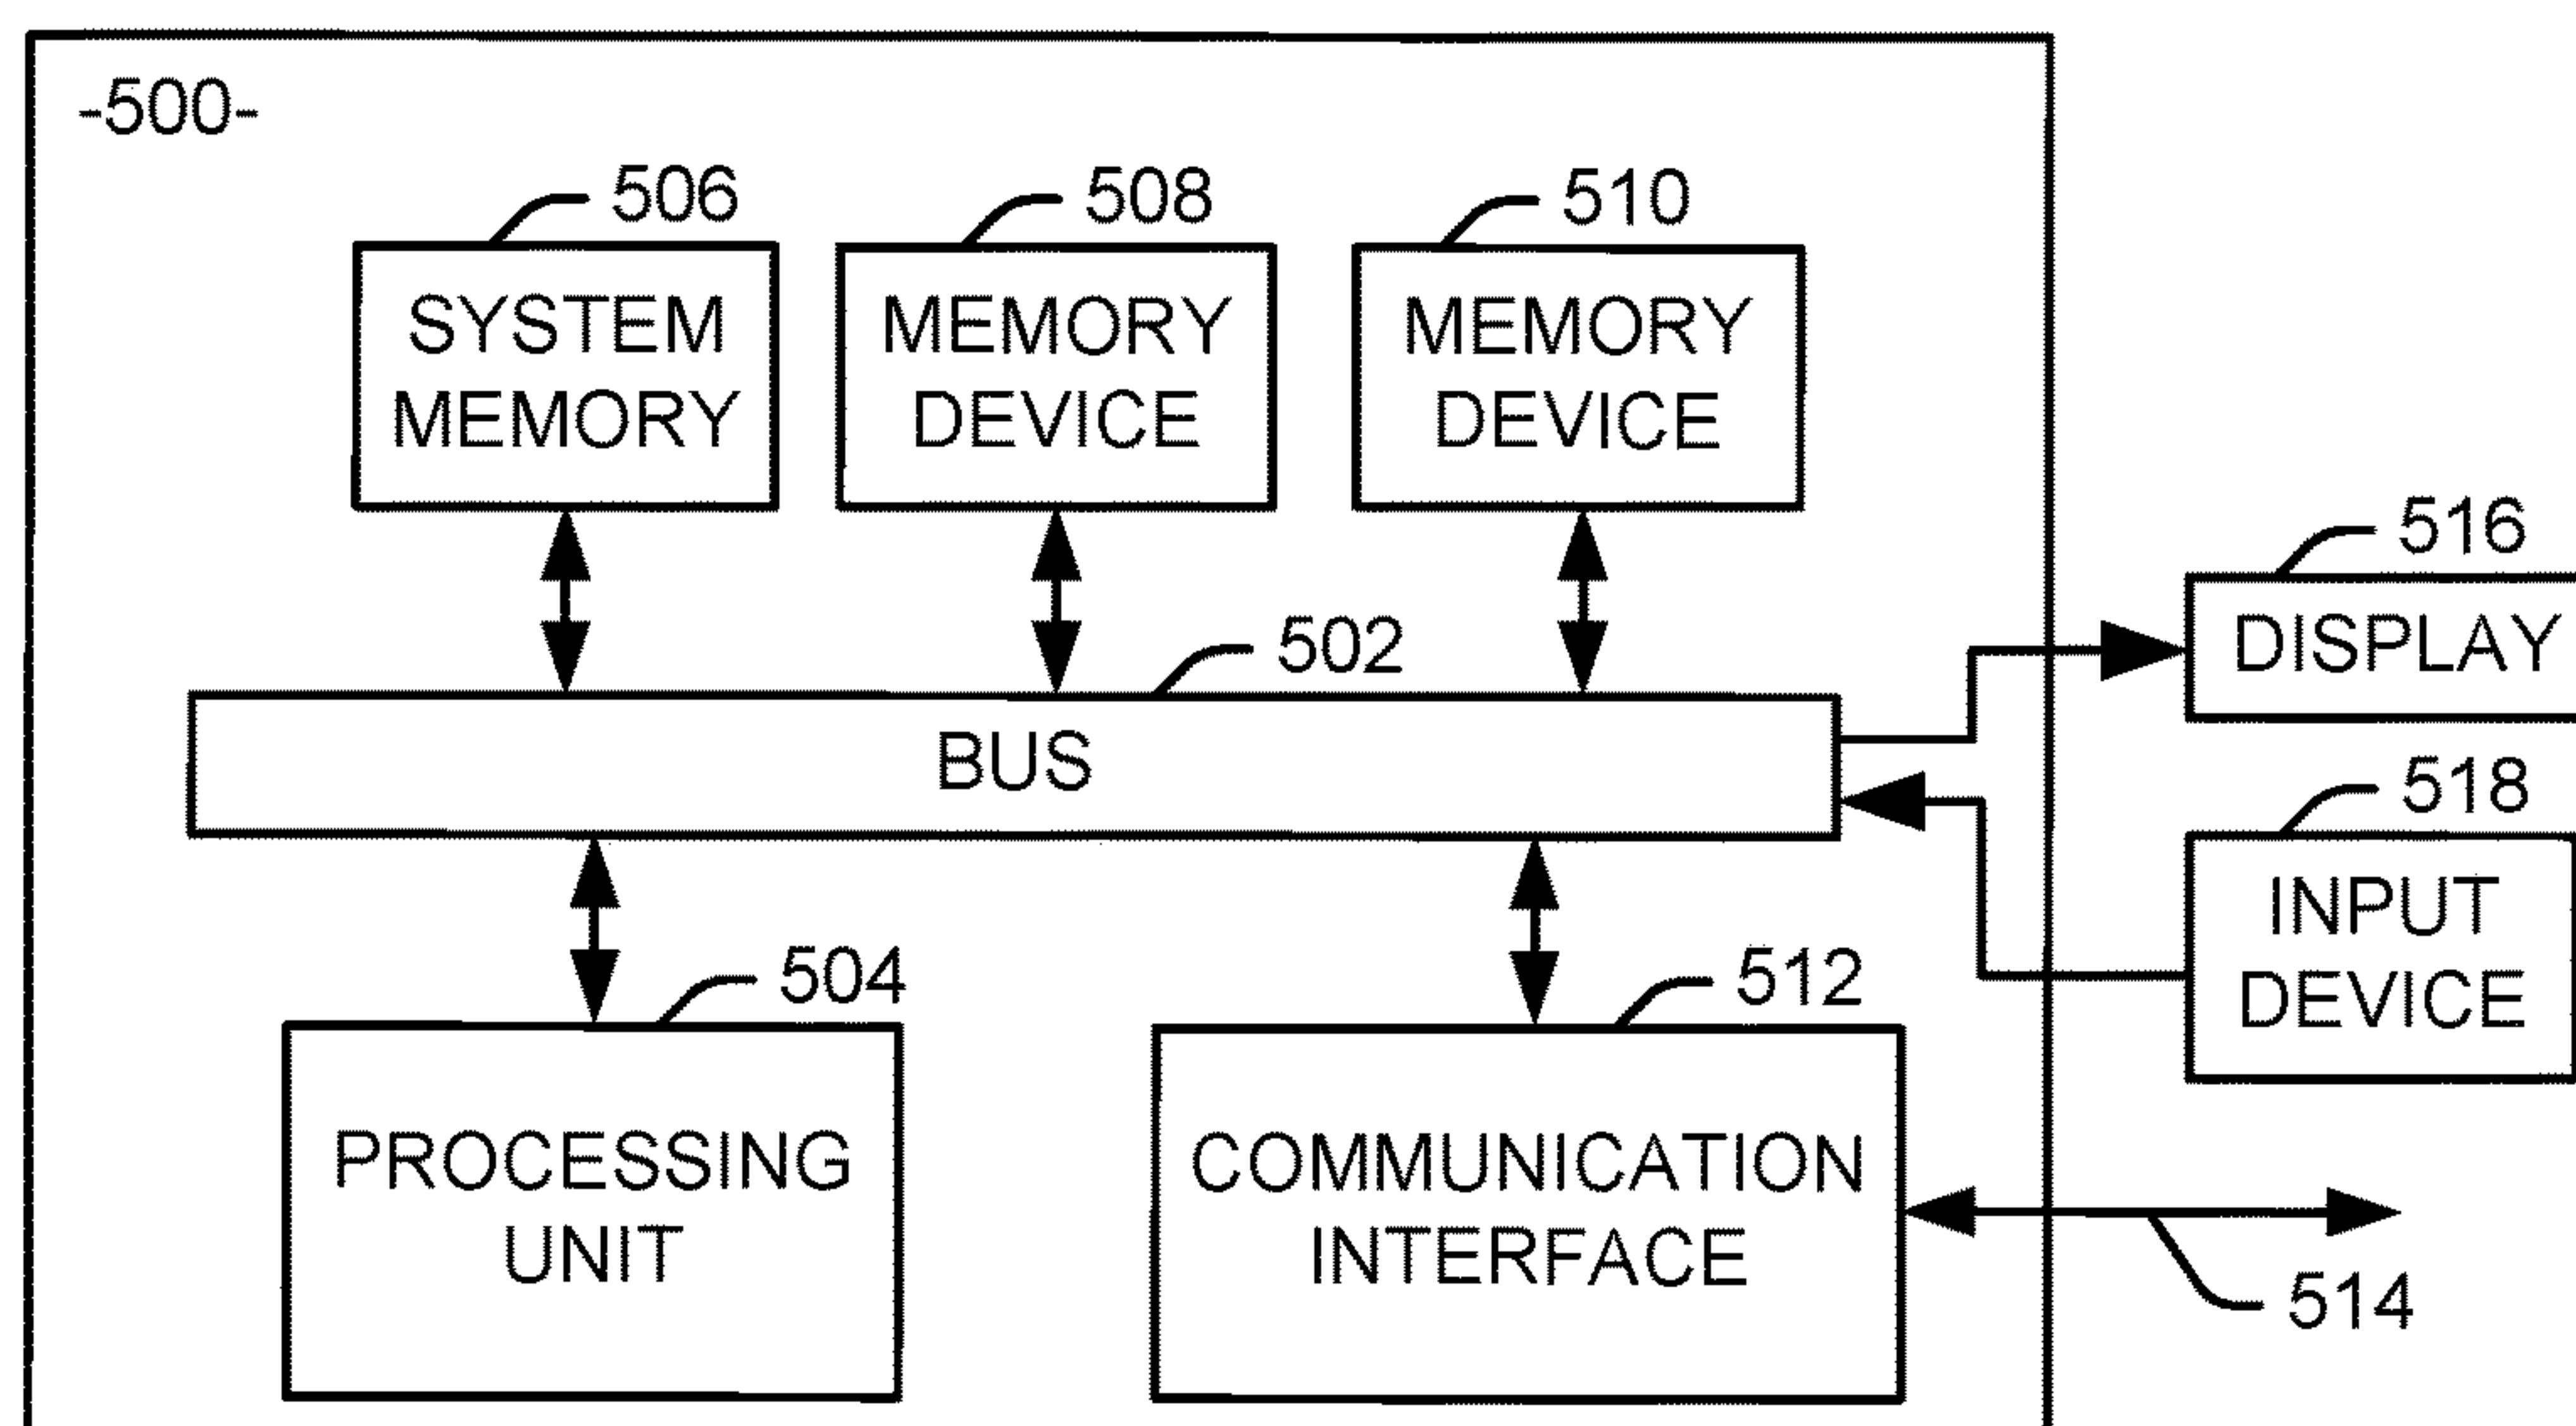 -500-
506
508
510
SYSTEM
MEMORY
MEMORY
DEVICE
MEMORY
DEVICE
516
DISPLAY
502
BUS
518
INPUT
DEVICE
504
512
PROCESSING
UNIT
COMMUNICATION
INTERFACE
514